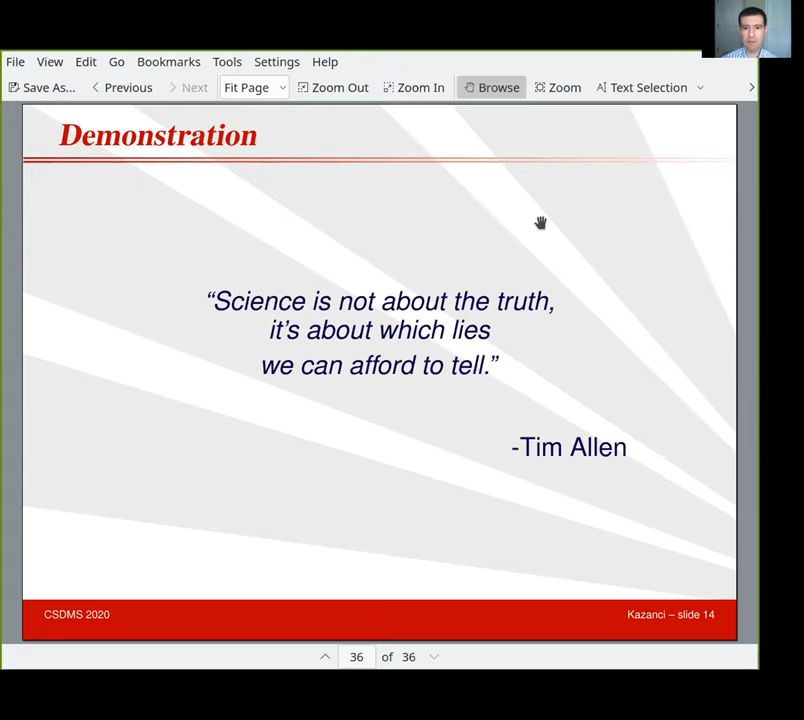 File View Edit Go Bookmarks Tools Settings Help
Save As... Previous Next Fit Page Zoom Out Zoom In Browse Zoom Text Selection
Demonstration
“Science is not about the truth,
it’s about which lies
we can afford to tell.”
-Tim Allen
CSDMS 2020 Kazanci – slide 14
36 of 36